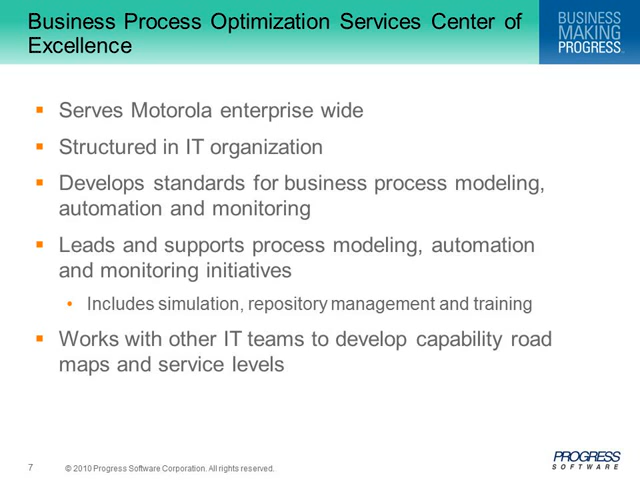 Business Process Optimization Services Center of
Excellence
BUSINESS
MAKING
PROGRESS
Serves Motorola enterprise wide
Structured in IT organization
Develops standards for business process modeling,
automation and monitoring
Leads and supports process modeling, automation
and monitoring initiatives
Includes simulation, repository management and training
Works with other IT teams to develop capability road
maps and service levels
7
© 2010 Progress Software Corporation. All rights reserved.
PROGRESS
SOFTWARE